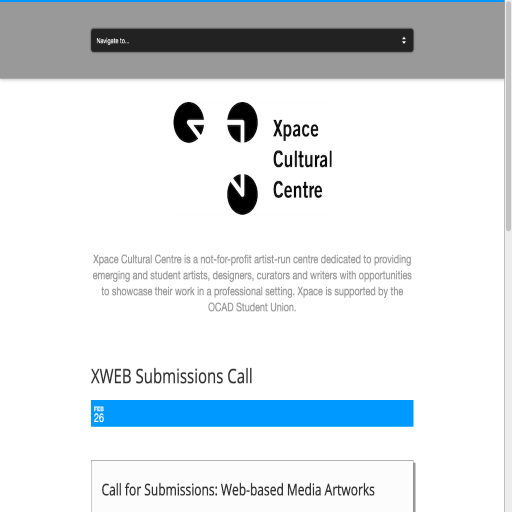 Navigate to...
Xpace
Cultural
Centre
Xpace Cultural Centre is a not-for-profit artist-run centre dedicated to providing
emerging and student artists, designers, curators and writers with opportunities
to showcase their work in a professional setting. Xpace is supported by the
OCAD Student Union.
XWEB Submissions Call
FEB
26
Call for Submissions: Web-based Media Artworks